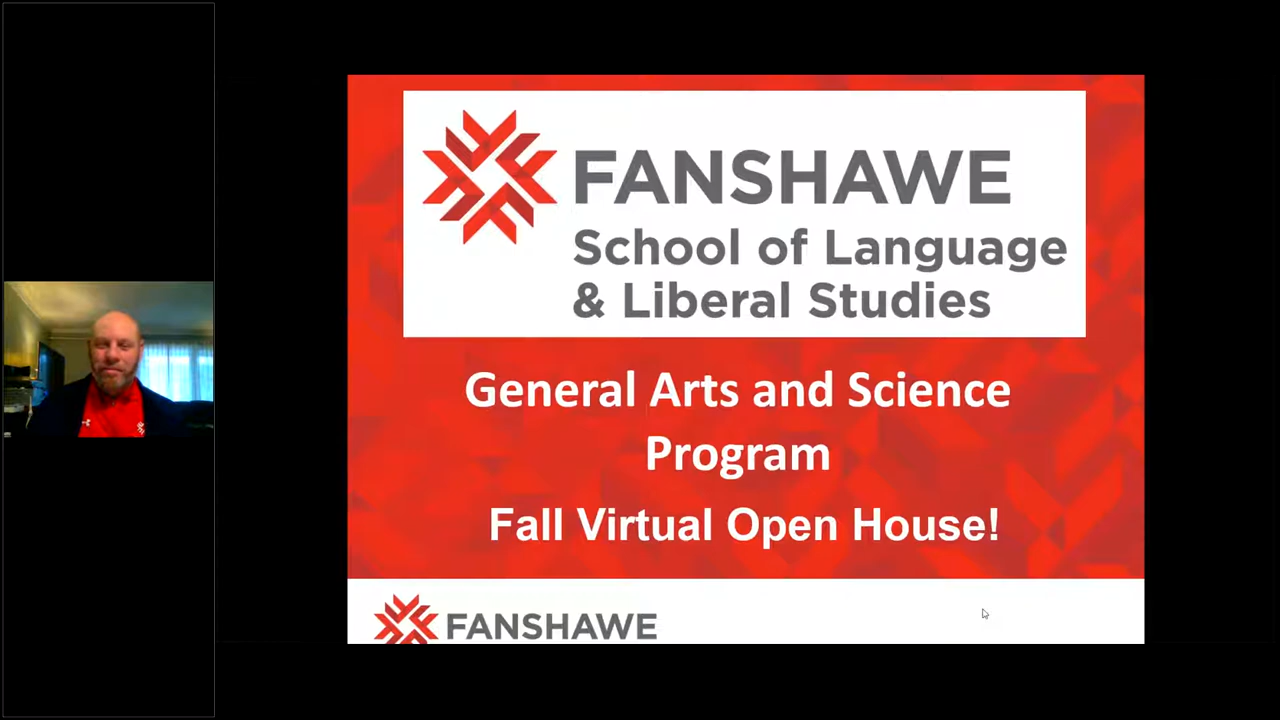 FANSHAWE
School of Language
& Liberal Studies
General Arts and Science
Program
Fall Virtual Open House!
FANSHAWE